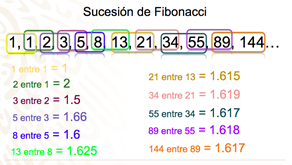 Sucesión de Fibonacci
1, 1, 2, 3, 5, 8, 13, 21, 34, 55, 89, 144...
1 entre 1 = 1
2 entre 1 = 2
3 entre 2 = 1.5
5 entre 3 = 1.66
8 entre 5 = 1.6
13 entre 8 = 1.625
21 entre 13 = 1.615
34 entre 21 = 1.619
55 entre 34 = 1.617
89 entre 55 = 1.618
144 entre 89 = 1.617